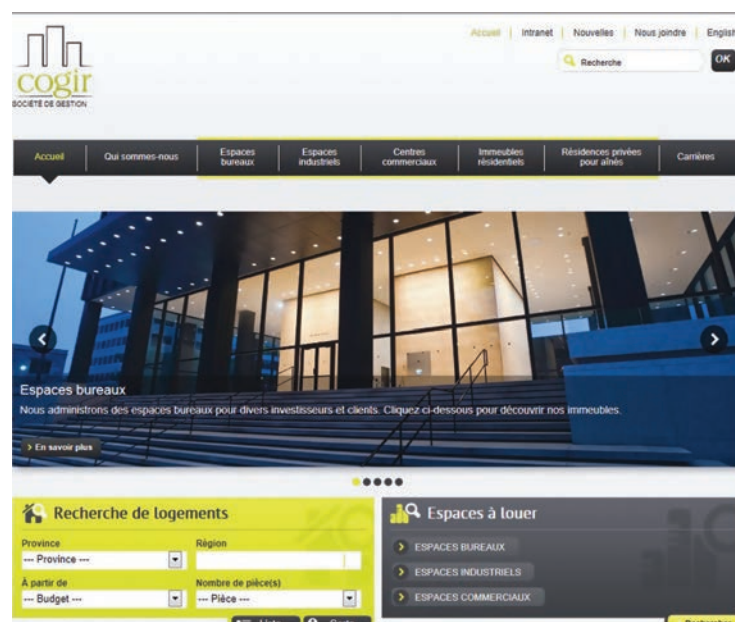 Accueil | Intranet | Nouvelles | Nous joindre | English
cogir
SOCIÉTÉ DE GESTION
Recherche
OK
Accueil
Qui sommes-nous
Espaces
bureaux
Espaces
industriels
Centres
commerciaux
Immeubles
résidentiels
Résidences privées
pour aînés
Carrières
Espaces bureaux
Nous administrons des espaces bureaux pour divers investisseurs et clients. Cliquez ci-dessous pour découvrir nos immeubles.
En savoir plus
Recherche de logements
Province
Région
--- Province ---
À partir de
Nombre de pièce(s)
--- Budget ---
--- Pièce ---
Espaces à louer
ESPACES BUREAUX
ESPACES INDUSTRIELS
ESPACES COMMERCIAUX